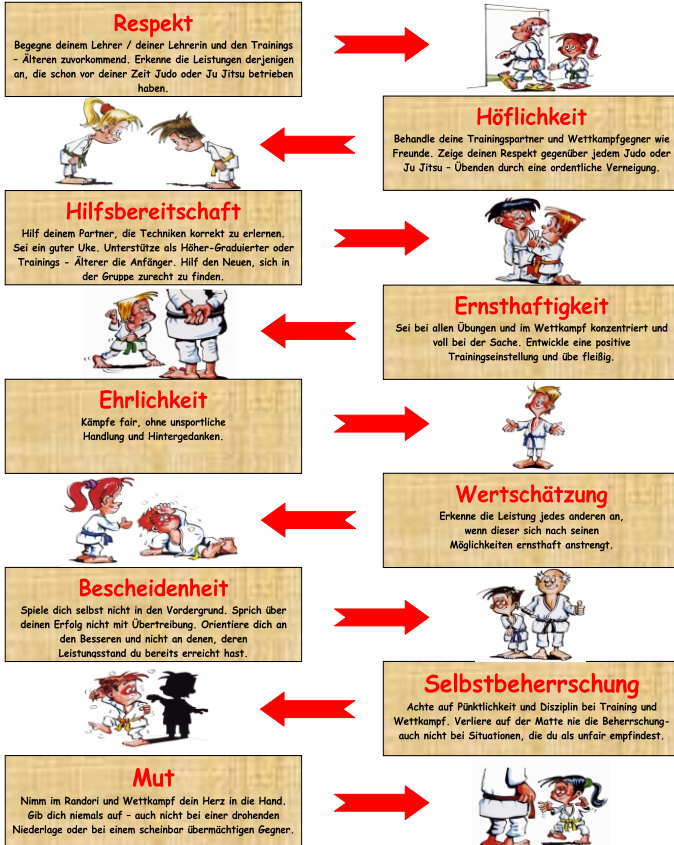 Respekt
Begegne deinem Lehrer / deiner Lehrerin und den Trainings
– Älteren zuvorkommend. Erkenne die Leistungen derjenigen
an, die schon vor deiner Zeit Judo oder Ju Jitsu betrieben
haben.
Höflichkeit
Behandle deine Trainingspartner und Wettkampfgegner wie
Freunde. Zeige deinen Respekt gegenüber jedem Judo oder
Ju Jitsu – Übenden durch eine ordentliche Verneigung.
Hilfsbereitschaft
Hilf deinem Partner, die Techniken korrekt zu erlernen.
Sei ein guter Uke. Unterstütze als Höher-Graduierter oder
Trainings - Älterer die Anfänger. Hilf den Neuen, sich in
der Gruppe zurecht zu finden.
Ernsthaftigkeit
Sei bei allen Übungen und im Wettkampf konzentriert und
voll bei der Sache. Entwickle eine positive
Trainingseinstellung und übe fleißig.
Ehrlichkeit
Kämpfe fair, ohne unsportliche
Handlung und Hintergedanken.
Wertschätzung
Erkenne die Leistung jedes anderen an,
wenn dieser sich nach seinen
Möglichkeiten ernsthaft anstrengt.
Bescheidenheit
Spiele dich selbst nicht in den Vordergrund. Sprich über
deinen Erfolg nicht mit Übertreibung. Orientiere dich an
den Besseren und nicht an denen, deren
Leistungsstand du bereits erreicht hast.
Selbstbeherrschung
Achte auf Pünktlichkeit und Disziplin bei Training und
Wettkampf. Verliere auf der Matte nie die Beherrschung-
auch nicht bei Situationen, die du als unfair empfindest.
Mut
Nimm im Randori und Wettkampf dein Herz in die Hand.
Gib dich niemals auf – auch nicht bei einer drohenden
Niederlage oder bei einem scheinbar übermächtigen Gegner.